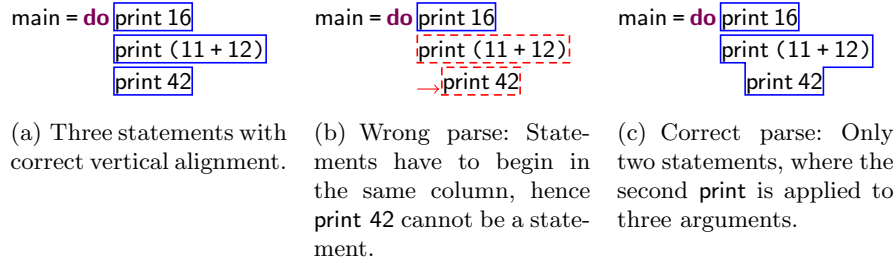 main = do print 16
print (11 + 12)
print 42
(a) Three statements with
correct vertical alignment.
main = do print 16
print (11 + 12)
→print 42
(b) Wrong parse: State-
ments have to begin in
the same column, hence
print 42 cannot be a state-
ment.
main = do print 16
print (11 + 12)
print 42
(c) Correct parse: Only
two statements, where the
second print is applied to
three arguments.